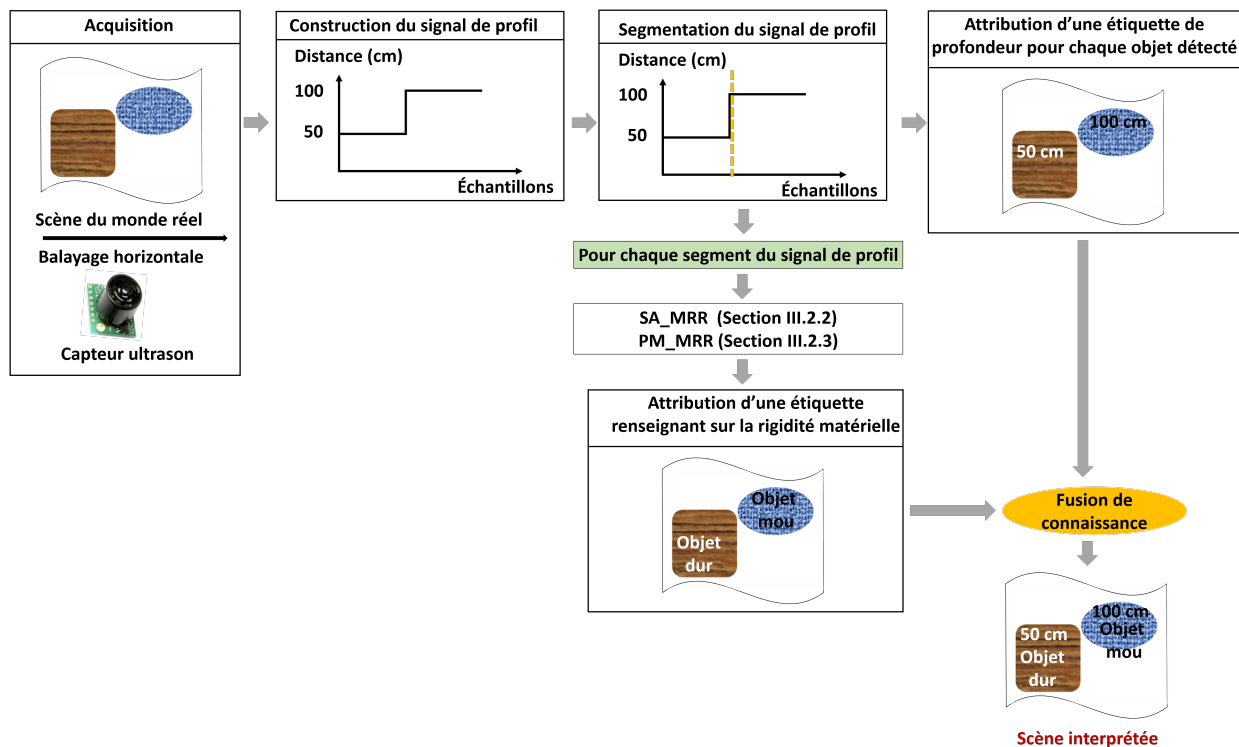 Acquisition
Scène du monde réel
Balayage horizontale
Capteur ultrason
Construction du signal de profil
Distance (cm)
100
50
Échantillons
Segmentation du signal de profil
Distance (cm)
100
50
Échantillons
Attribution d’une étiquette de
profondeur pour chaque objet détecté
100 cm
50 cm
Pour chaque segment du signal de profil
SA_MRR (Section III.2.2)
PM_MRR (Section III.2.3)
Attribution d’une étiquette
renseignant sur la rigidité matérielle
Objet
mou
Objet
dur
Fusion de
connaissance
100 cm
Objet
mou
50 cm
Objet
dur
Scène interprétée